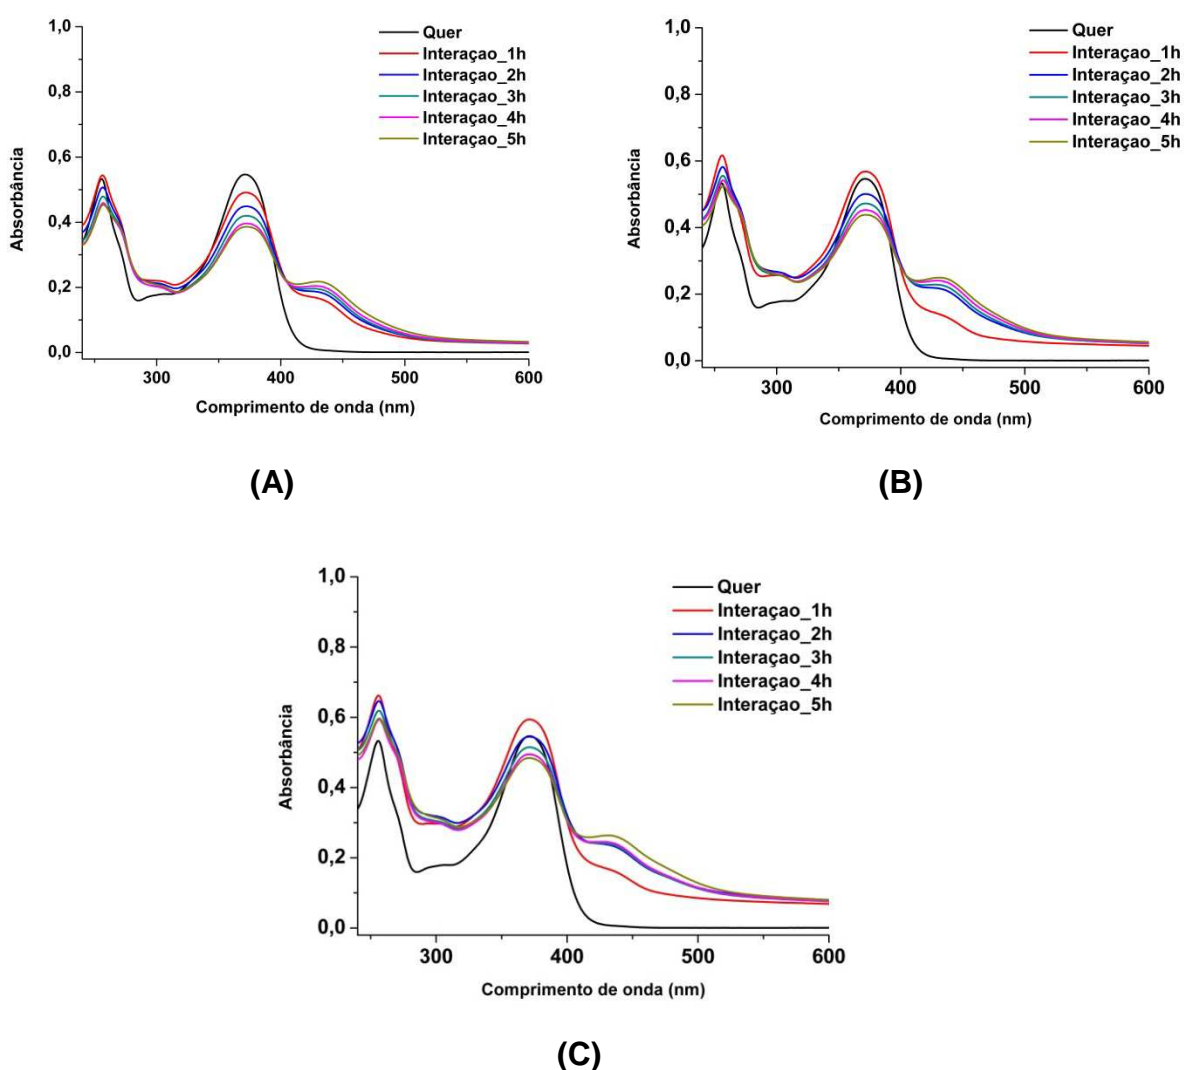 1,0
0,8
0,6
0,4
0,2
0,0
Absorbância
300
400
500
600
Comprimento de onda (nm)
Quer
Interaçao_1h
Interaçao_2h
Interaçao_3h
Interaçao_4h
Interaçao_5h
(A)
1,0
0,8
0,6
0,4
0,2
0,0
Absorbância
300
400
500
600
Comprimento de onda (nm)
Quer
Interaçao_1h
Interaçao_2h
Interaçao_3h
Interaçao_4h
Interaçao_5h
(B)
1,0
0,8
0,6
0,4
0,2
0,0
Absorbância
300
400
500
600
Comprimento de onda (nm)
Quer
Interaçao_1h
Interaçao_2h
Interaçao_3h
Interaçao_4h
Interaçao_5h
(C)